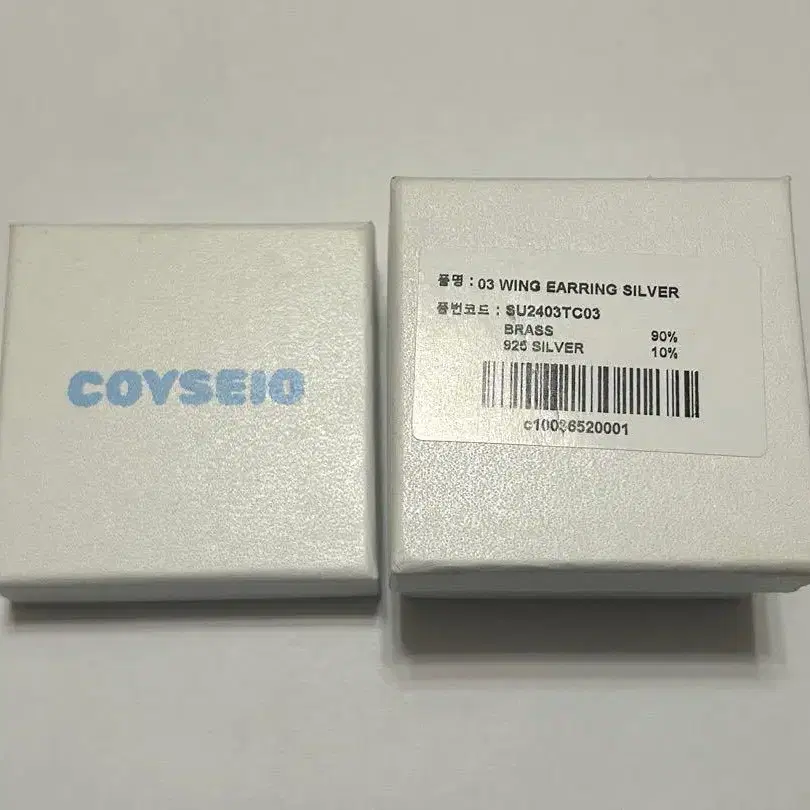 COYSEIO
품명 : 03 WING EARRING SILVER
품번코드 : SU2403TC03
BRASS 90%
925 SILVER 10%
c10036520001